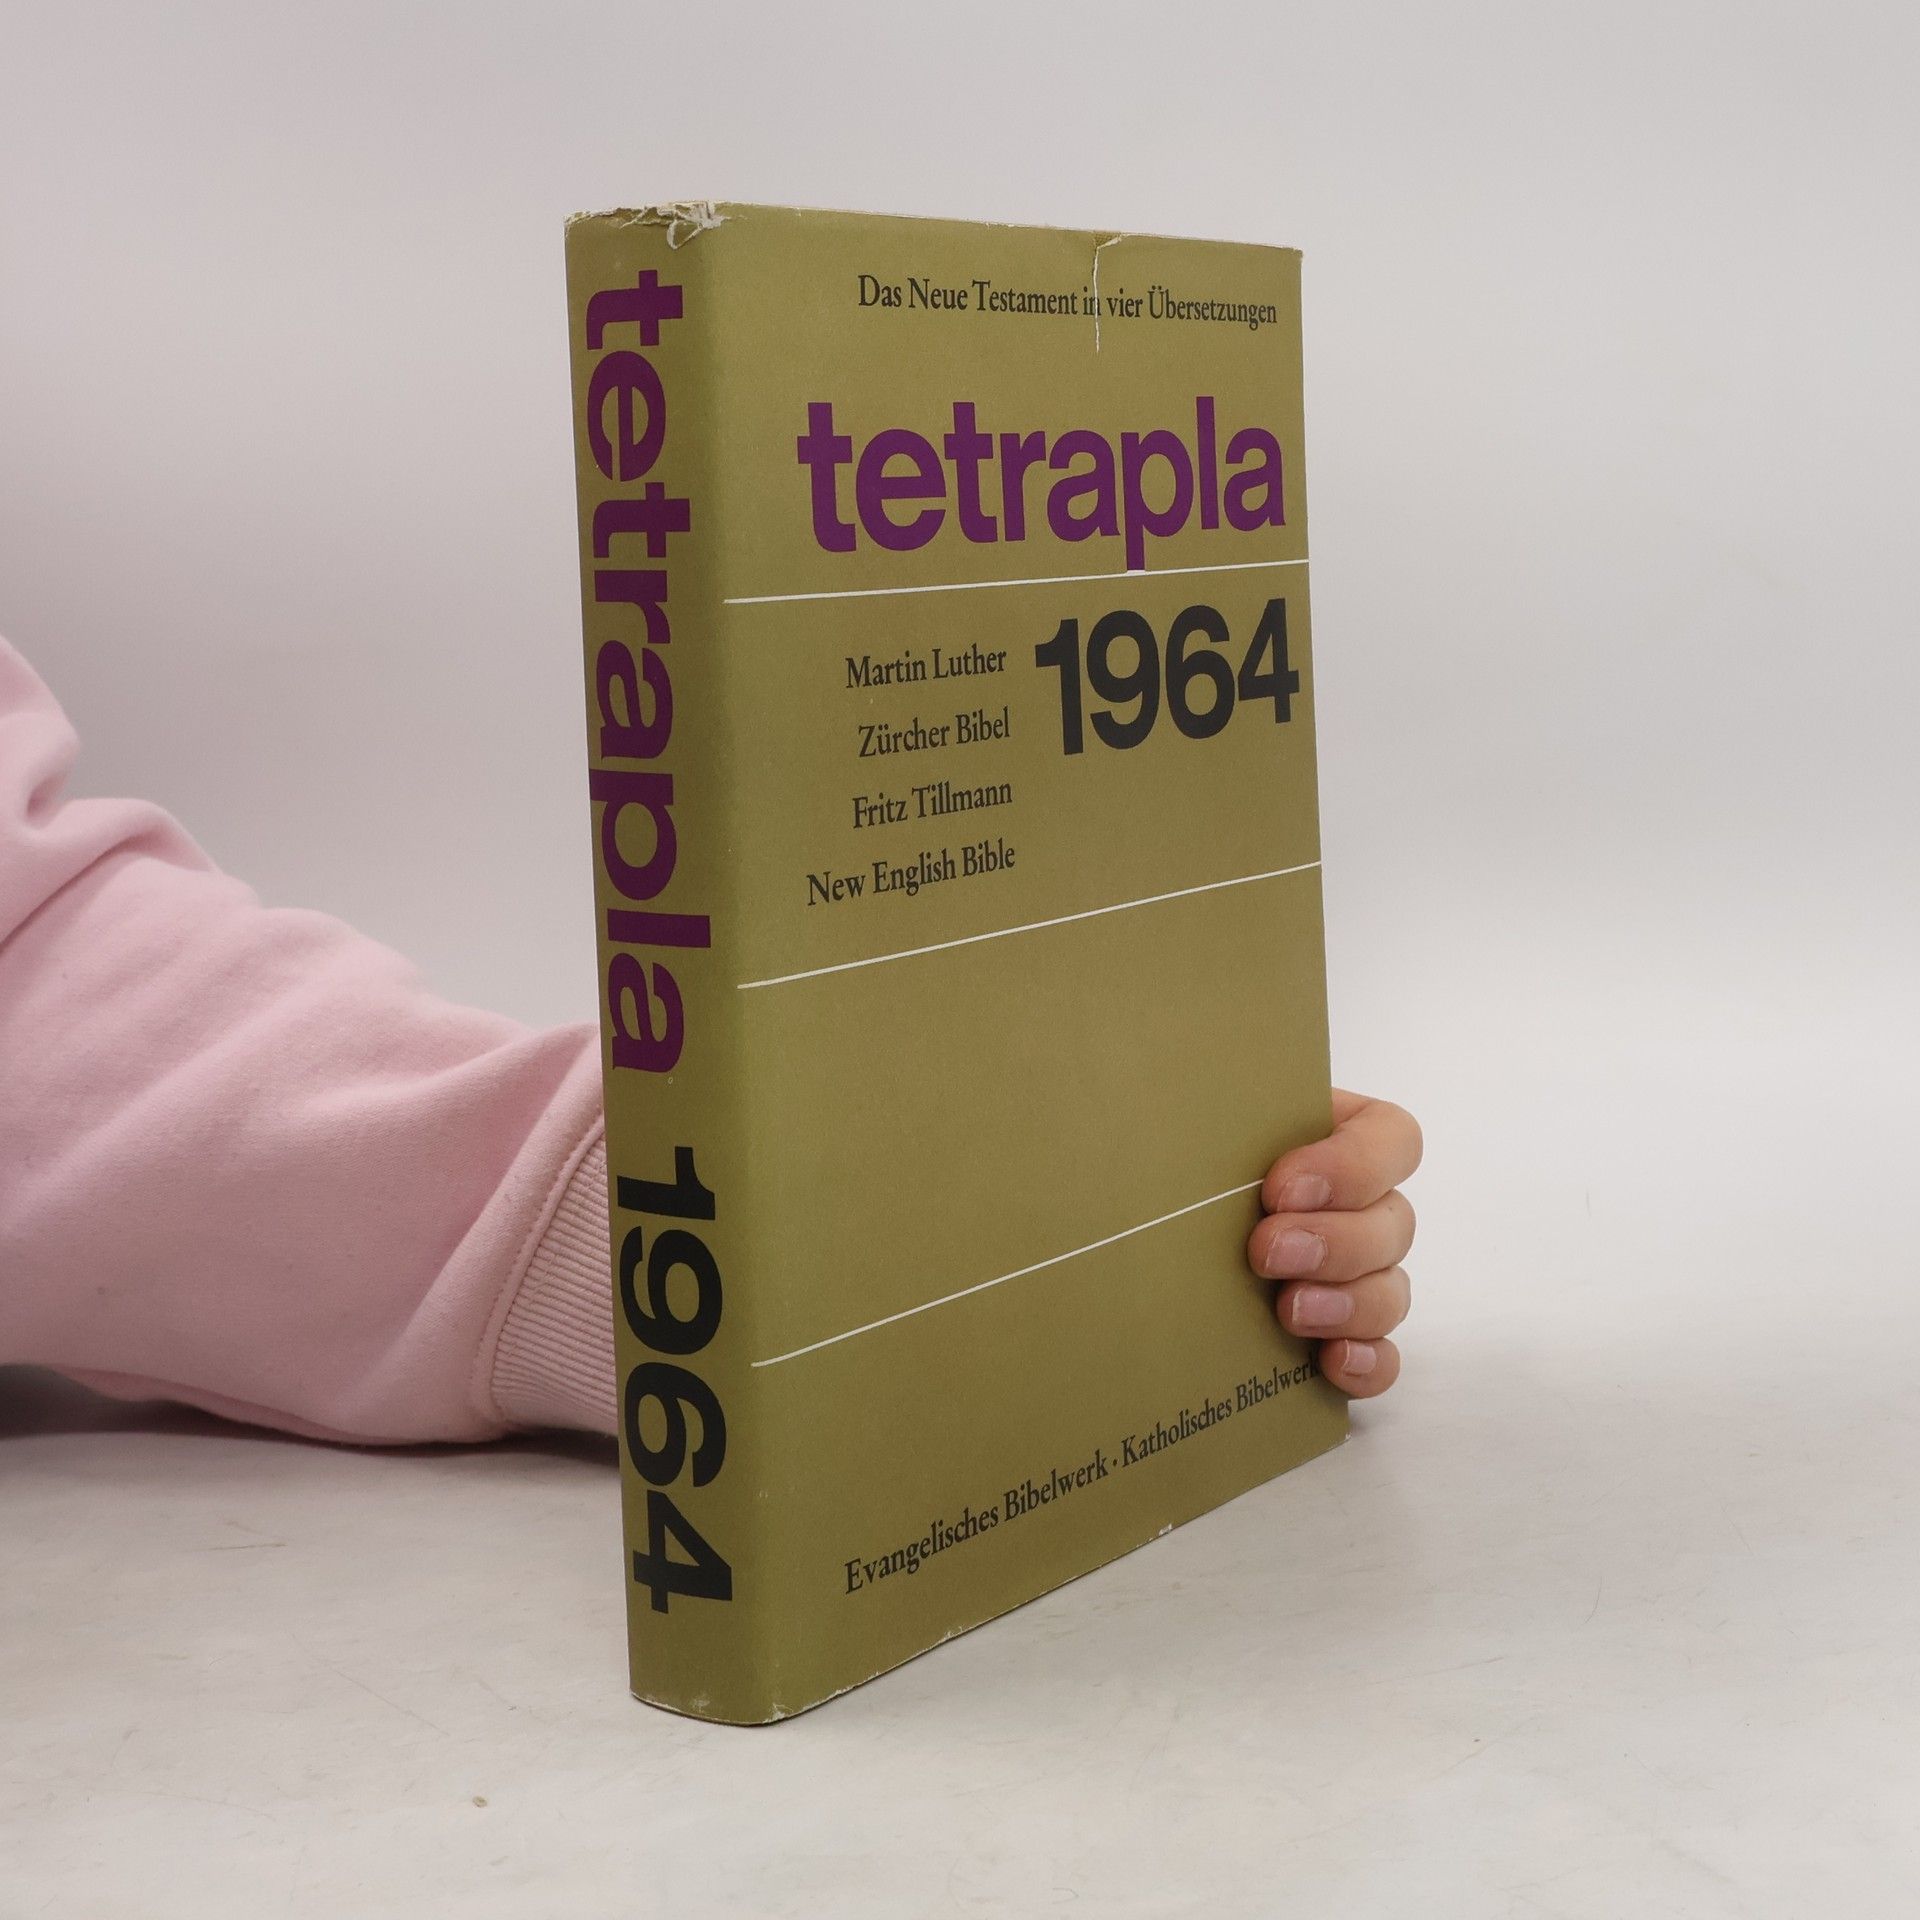 tetrapla 1964
Das Neue Testament in vier Übersetzungen
tetrapla
1964
Martin Luther
Zürcher Bibel
Fritz Tillmann
New English Bible
Evangelisches Bibelwerk · Katholisches Bibelwerk